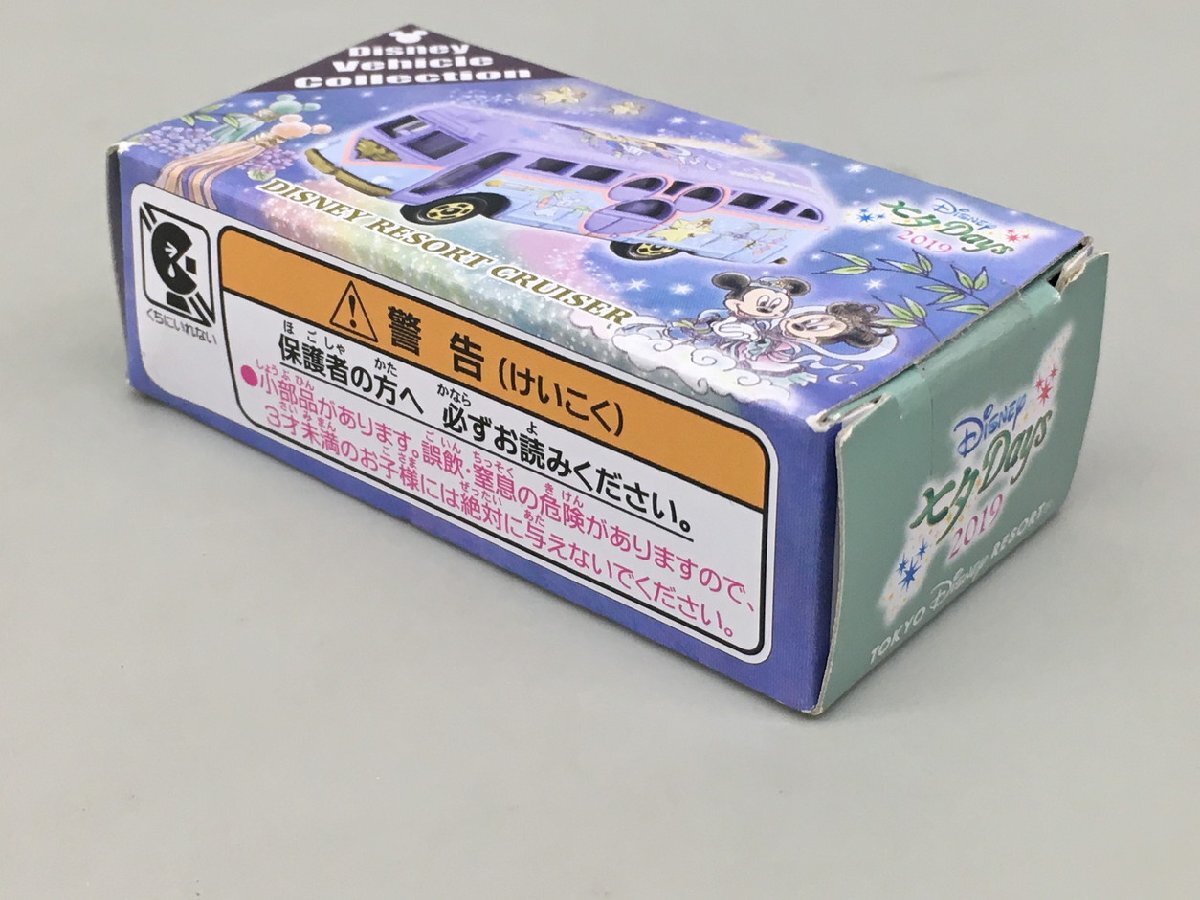 Disney
Vehicle
Collection
DISNEY RESORT CRUISER
DISNEY
七夕Days
2019
くちにいれない
警告(けいこく)
ほごしゃ かた かなら よ
保護者の方へ 必ずお読みください。
しょうぶひん ごいん ちっそく きけん
●小部品があります。誤飲・窒息の危険がありますので、
さいみまん こさま ぜったい あた
3才未満のお子様には絶対に与えないでください。
DISNEY
七夕Days
2019
TOKYO Disney RESORT®